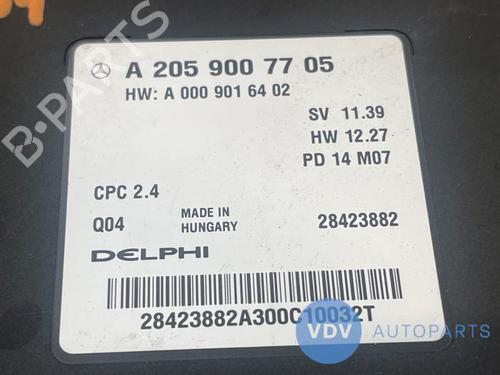 A 205 900 77 05
HW: A 000 901 64 02
SV 11.39
HW 12.27
PD 14 M07
CPC 2.4
Q04
MADE IN
HUNGARY
28423882
DELPHI
28423882A300C10032T
VDV AUTOPARTS
B-PARTS